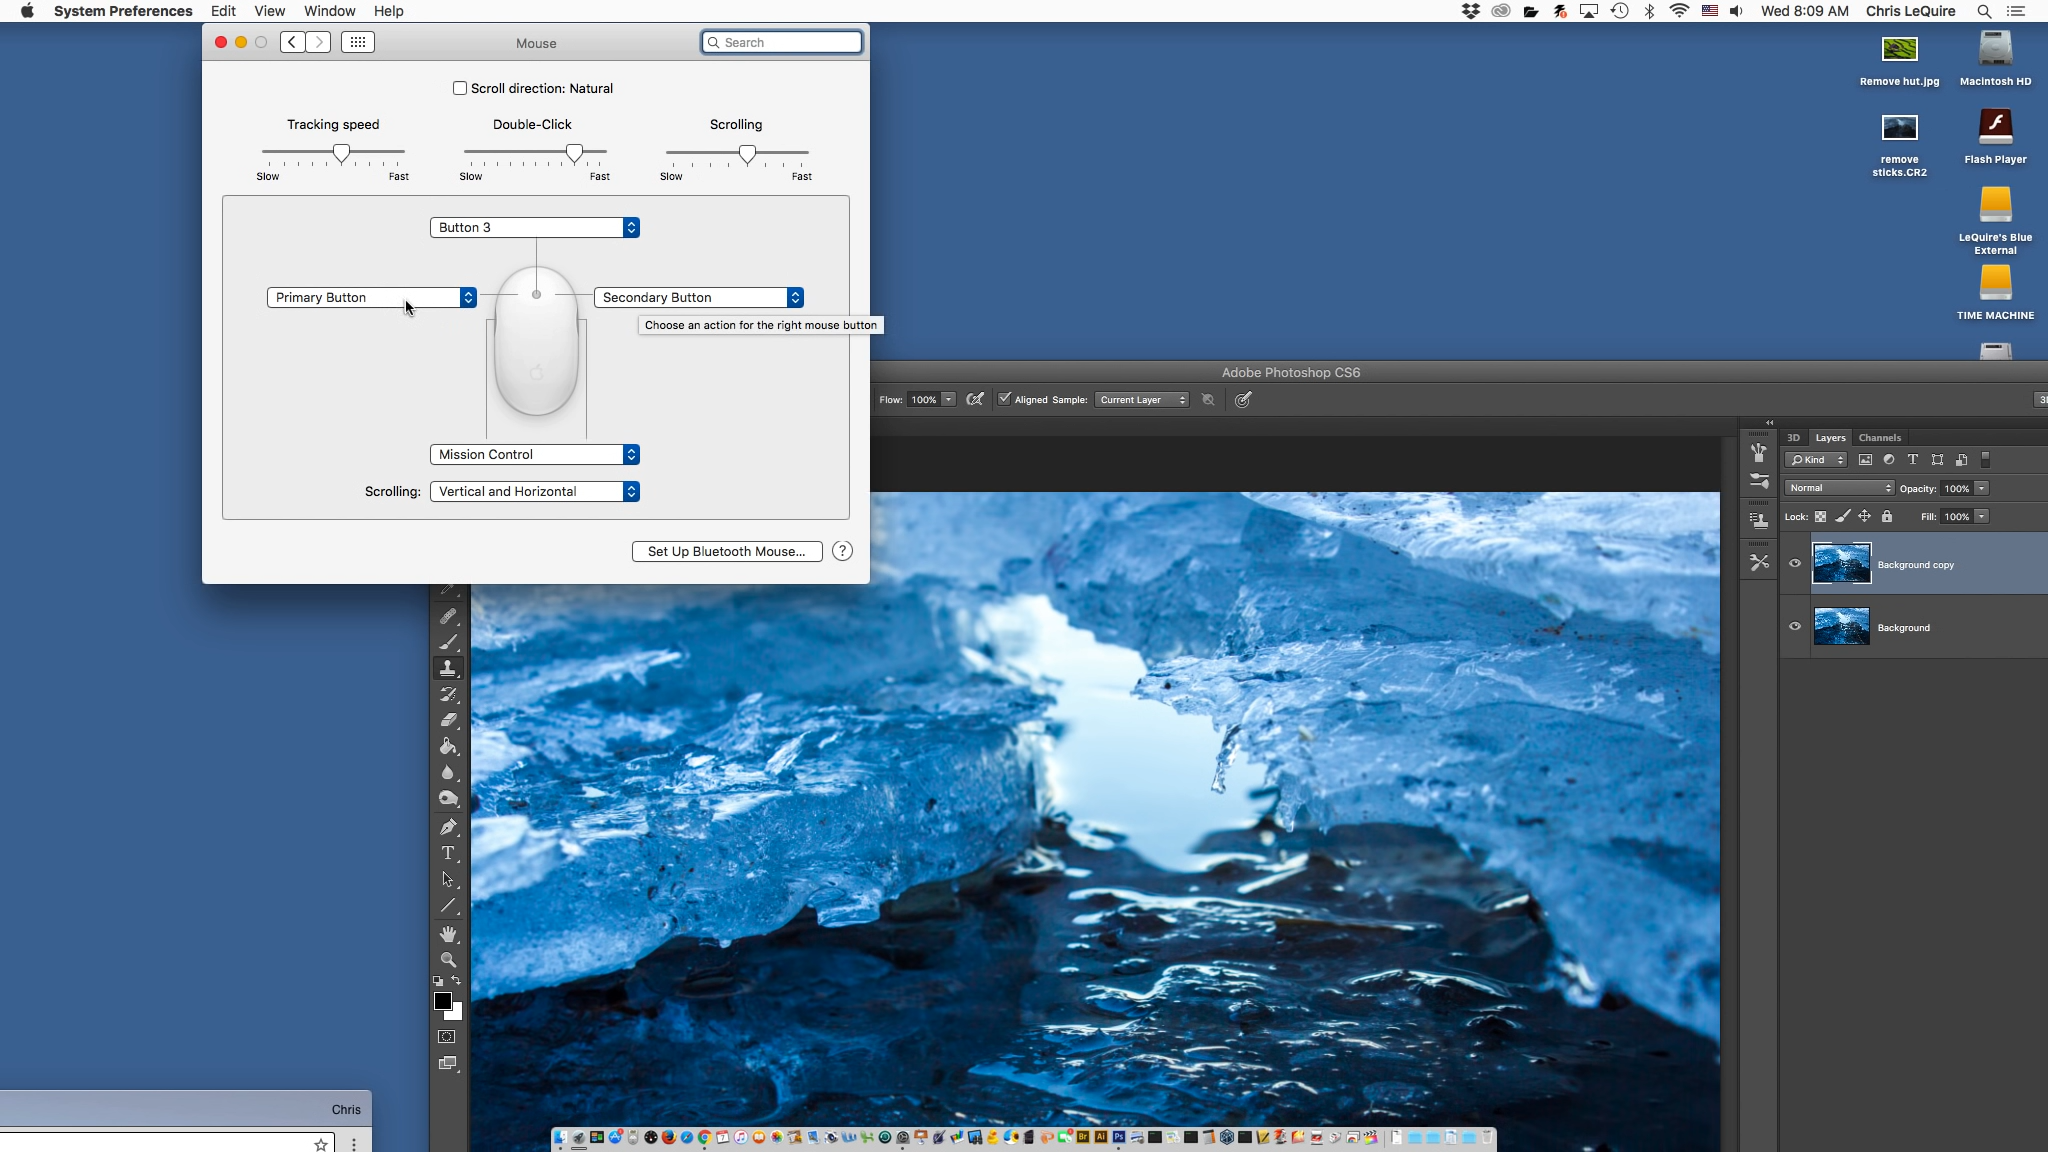 System Preferences Edit View Window Help
Wed 8:09 AM Chris LeQuire
Mouse
Search
Scroll direction: Natural
Tracking speed
Double-Click
Scrolling
Slow Fast
Slow Fast
Slow Fast
Button 3
Primary Button
Secondary Button
Choose an action for the right mouse button
Mission Control
Scrolling: Vertical and Horizontal
Set Up Bluetooth Mouse... ?
Remove hut.jpg
Macintosh HD
remove
sticks.CR2
Flash Player
LeQuire's Blue
External
TIME MACHINE
Adobe Photoshop CS6
Flow: 100% Aligned Sample: Current Layer
3D Layers Channels
Kind
Normal Opacity: 100%
Lock: Fill: 100%
Background copy
Background
Chris
Br Ai Ps